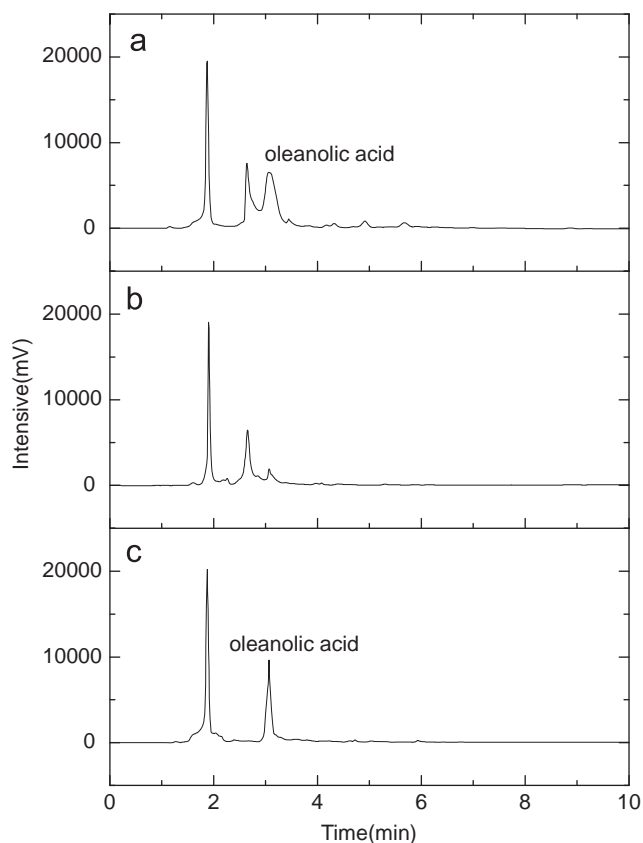 a
20000
10000
oleanolic acid
0
b
20000
10000
0
Intensive(mV)
c
20000
oleanolic acid
10000
0
0 2 4 6 8 10
Time(min)